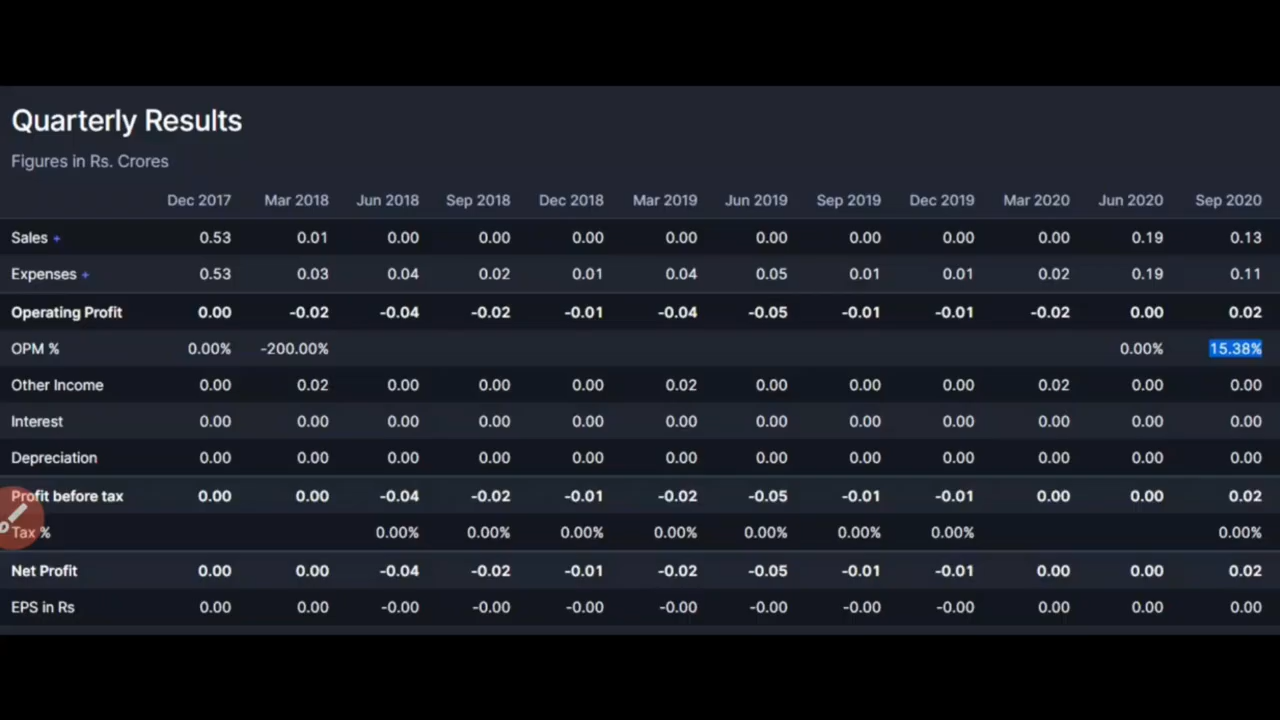 Quarterly Results
Figures in Rs. Crores
Dec 2017 Mar 2018 Jun 2018 Sep 2018 Dec 2018 Mar 2019 Jun 2019 Sep 2019 Dec 2019 Mar 2020 Jun 2020 Sep 2020
Sales + 0.53 0.01 0.00 0.00 0.00 0.00 0.00 0.00 0.00 0.00 0.19 0.13
Expenses + 0.53 0.03 0.04 0.02 0.01 0.04 0.05 0.01 0.01 0.02 0.19 0.11
Operating Profit 0.00 -0.02 -0.04 -0.02 -0.01 -0.04 -0.05 -0.01 -0.01 -0.02 0.00 0.02
OPM % 0.00% -200.00% 0.00% 15.38%
Other Income 0.00 0.02 0.00 0.00 0.00 0.02 0.00 0.00 0.00 0.02 0.00 0.00
Interest 0.00 0.00 0.00 0.00 0.00 0.00 0.00 0.00 0.00 0.00 0.00 0.00
Depreciation 0.00 0.00 0.00 0.00 0.00 0.00 0.00 0.00 0.00 0.00 0.00 0.00
Profit before tax 0.00 0.00 -0.04 -0.02 -0.01 -0.02 -0.05 -0.01 -0.01 0.00 0.00 0.02
Tax % 0.00% 0.00% 0.00% 0.00% 0.00% 0.00% 0.00% 0.00%
Net Profit 0.00 0.00 -0.04 -0.02 -0.01 -0.02 -0.05 -0.01 -0.01 0.00 0.00 0.02
EPS in Rs 0.00 0.00 -0.00 -0.00 -0.00 -0.00 -0.00 -0.00 -0.00 0.00 0.00 0.00